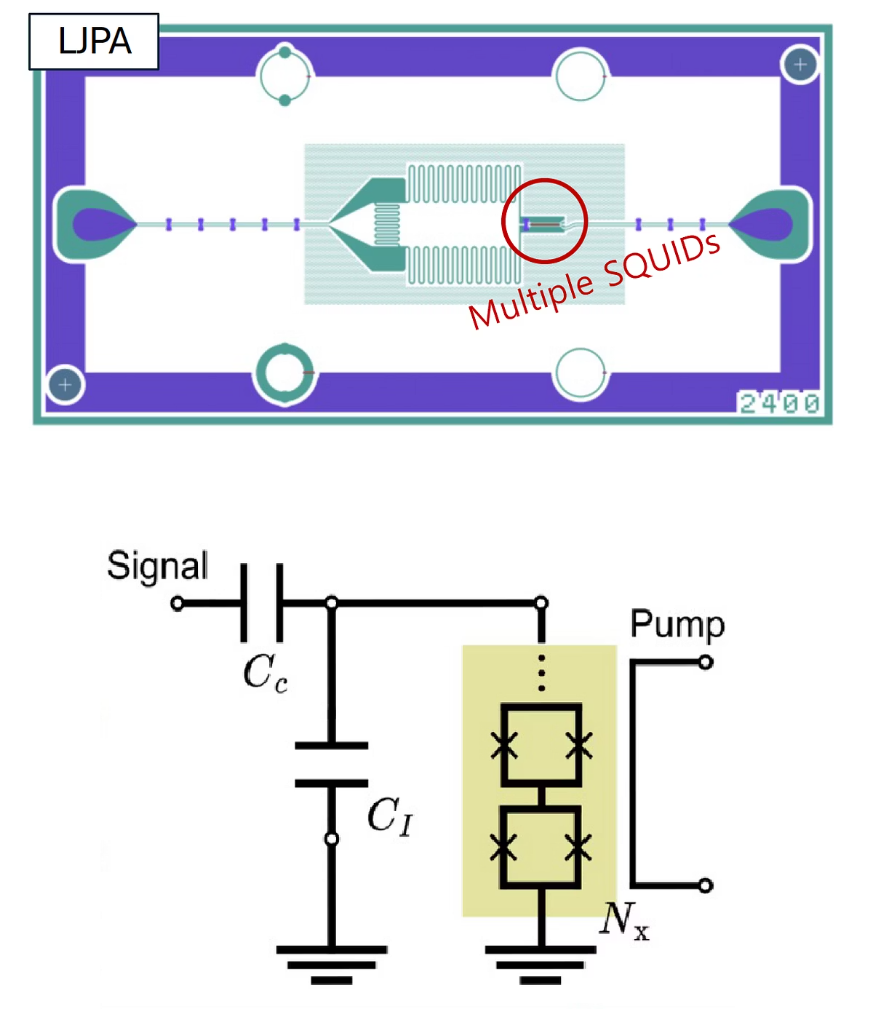 LJPA
Multiple SQUIDs
2400
Signal
Pump
C_c
C_I
N_x